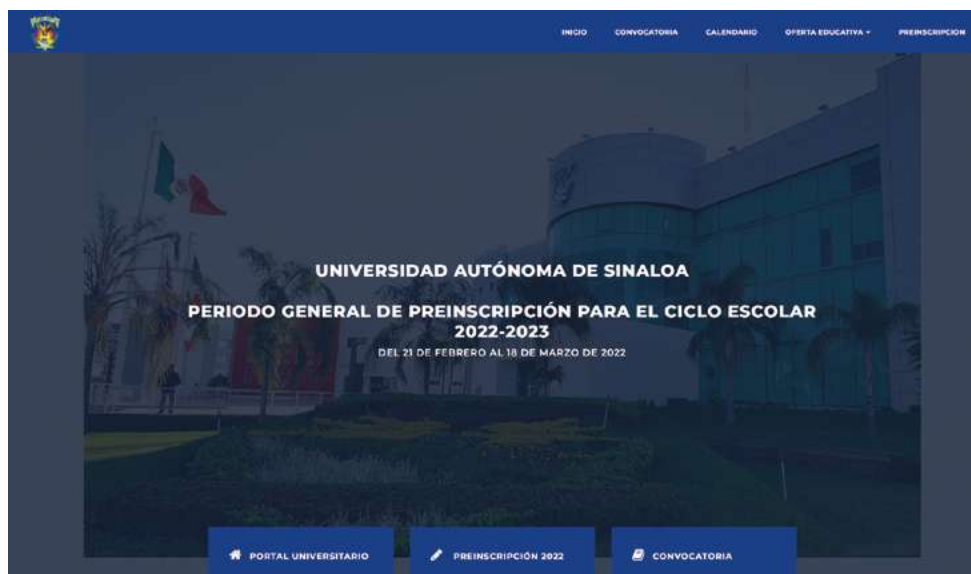 INICIO
CONVOCATORIA
CALENDARIO
OFERTA EDUCATIVA
PREINSCRIPCION
UNIVERSIDAD AUTÓNOMA DE SINALOA
PERIODO GENERAL DE PREINSCRIPCIÓN PARA EL CICLO ESCOLAR
2022-2023
DEL 21 DE FEBRERO AL 18 DE MARZO DE 2022
PORTAL UNIVERSITARIO
PREINSCRIPCIÓN 2022
CONVOCATORIA